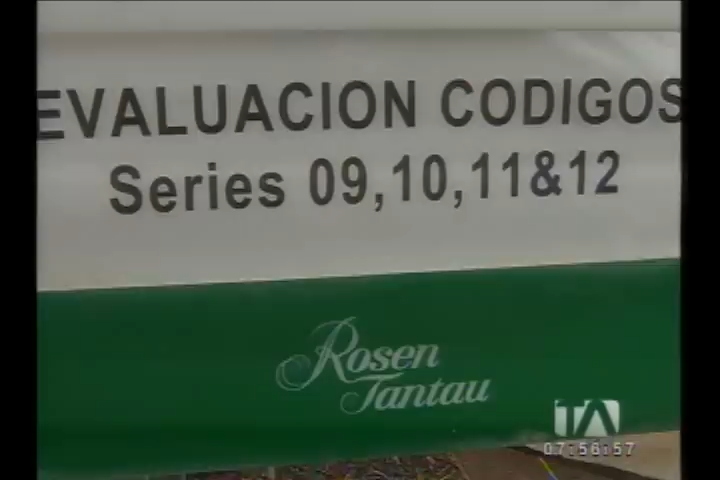 EVALUACION CODIGOS
Series 09,10,11&12
Rosen
Tantau
TA
07:56:57